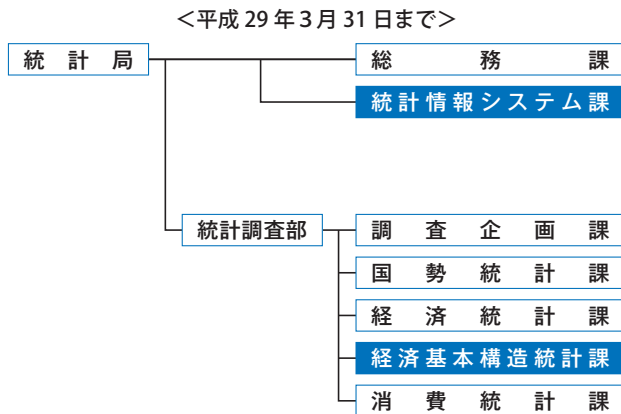 <平成 29 年3月 31 日まで>
統計局
総務課
統計情報システム課
統計調査部
調査企画課
国勢統計課
経済統計課
経済基本構造統計課
消費統計課